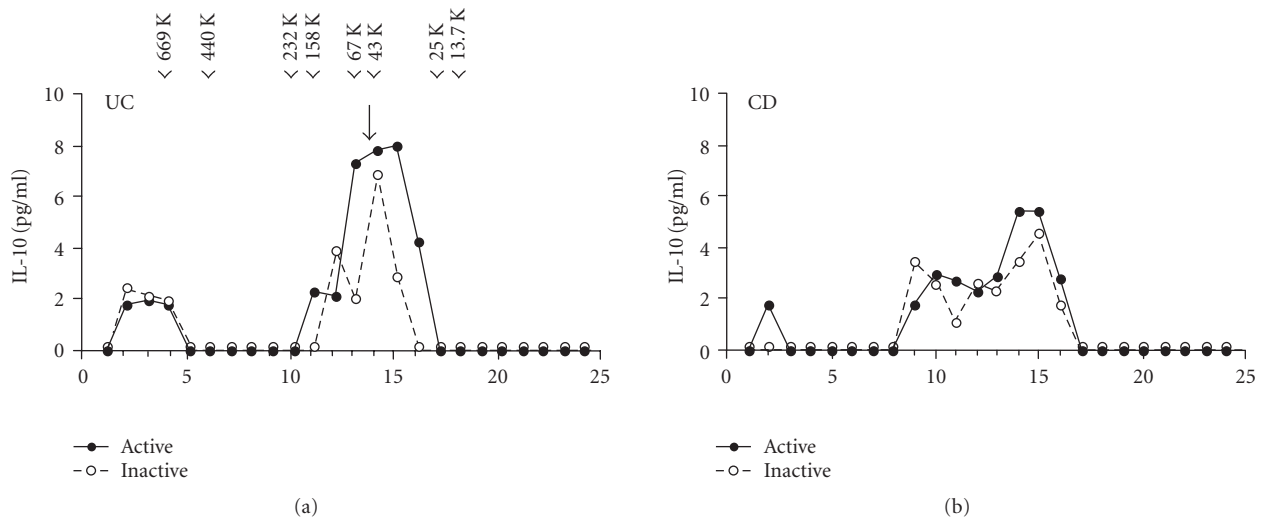 < 669 K
< 440 K
< 232 K
< 158 K
< 67 K
< 43 K
< 25 K
< 13.7 K
UC
IL-10 (pg/ml)
10
8
6
4
2
0
0 5 10 15 20 25
Active
Inactive
(a)
CD
IL-10 (pg/ml)
10
8
6
4
2
0
0 5 10 15 20 25
Active
Inactive
(b)